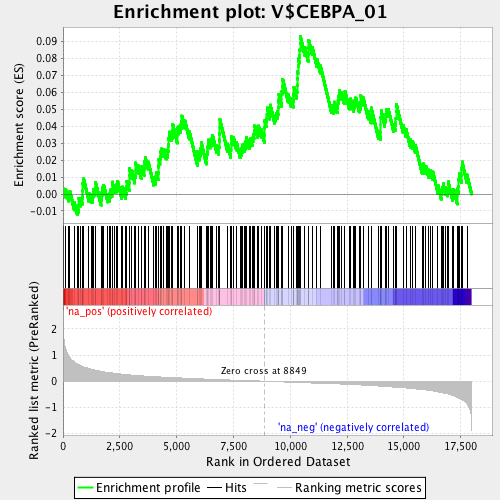 Enrichment plot: V$CEBPA_01
Enrichment score (ES)
0.09
0.08
0.07
0.06
0.05
0.04
0.03
0.02
0.01
0.00
-0.01
'na_pos' (positively correlated)
Ranked list metric (PreRanked)
2
1
0
-1
-2
Zero cross at 8849
'na_neg' (negatively correlated)
0
2,500
5,000
7,500
10,000
12,500
15,000
17,500
Rank in Ordered Dataset
Enrichment profile
Hits
Ranking metric scores